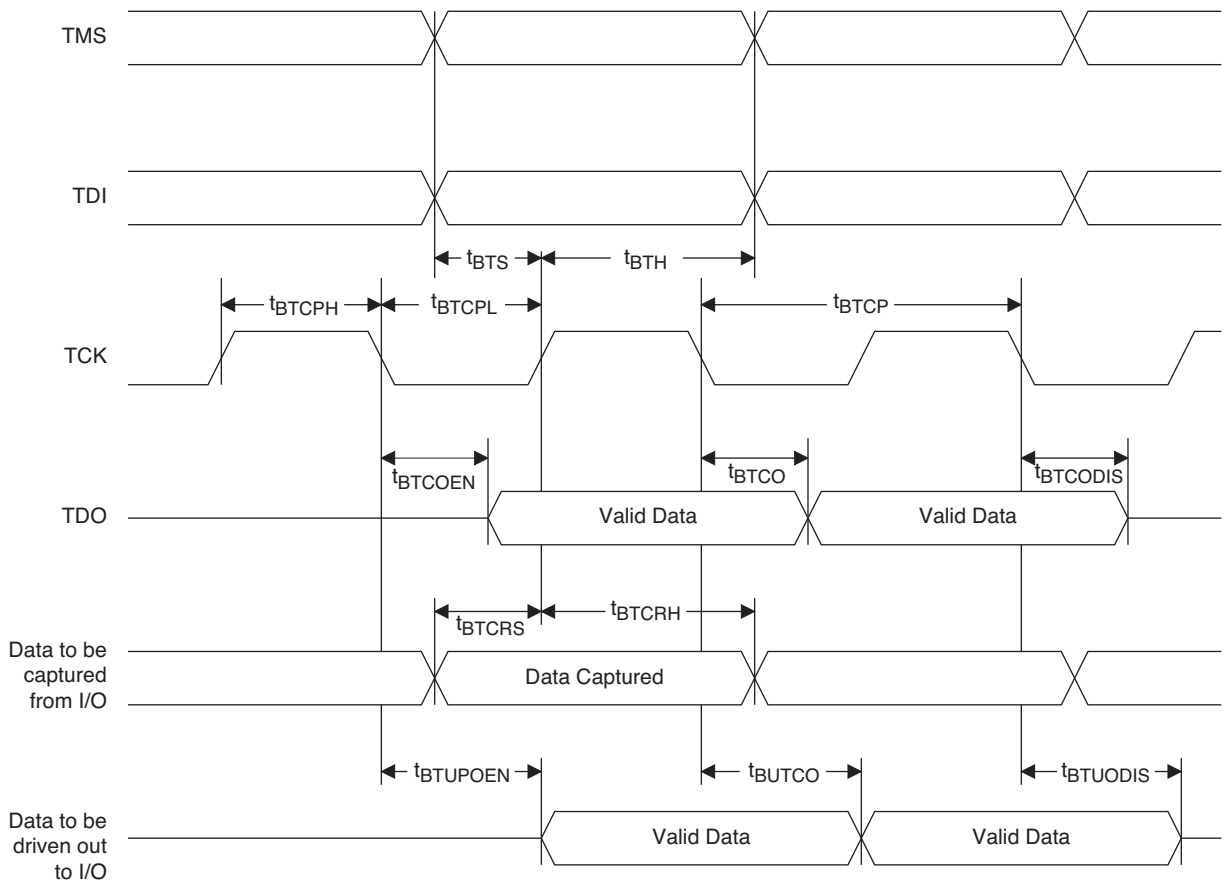 TMS
TDI
tBTS
tBTH
tBTCPH
tBTCPL
tBTCP
TCK
tBTCOEN
tBTCO
tBTCODIS
TDO
Valid Data
Valid Data
tBTCRS
tBTCRH
Data to be
captured
from I/O
Data Captured
tBTUPOEN
tBUTCO
tBTUODIS
Data to be
driven out
to I/O
Valid Data
Valid Data